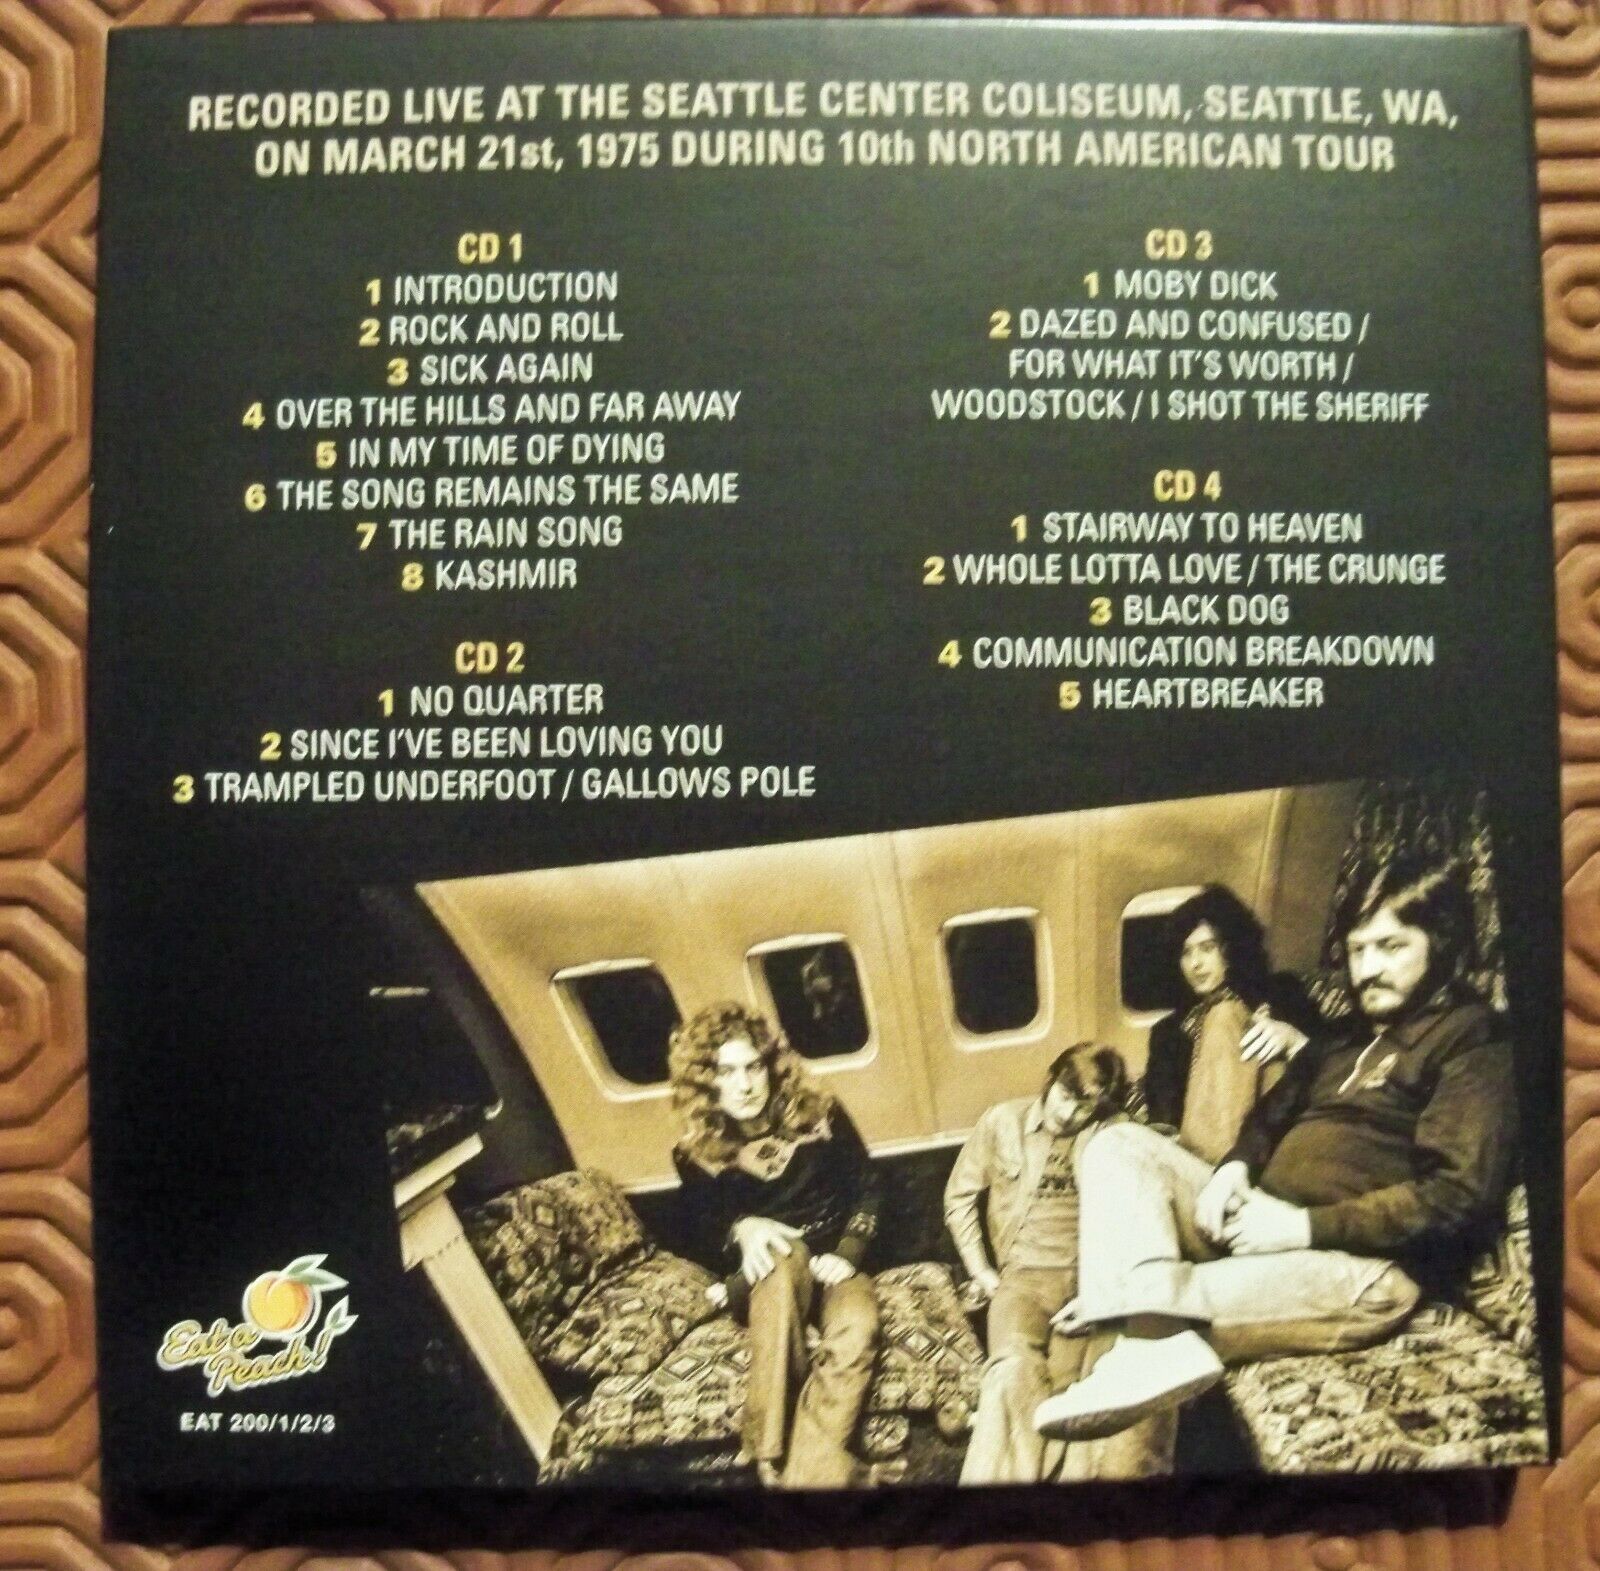 RECORDED LIVE AT THE SEATTLE CENTER COLISEUM, SEATTLE, WA,
ON MARCH 21st, 1975 DURING 10th NORTH AMERICAN TOUR
CD 1
1 INTRODUCTION
2 ROCK AND ROLL
3 SICK AGAIN
4 OVER THE HILLS AND FAR AWAY
5 IN MY TIME OF DYING
6 THE SONG REMAINS THE SAME
7 THE RAIN SONG
8 KASHMIR
CD 2
1 NO QUARTER
2 SINCE I'VE BEEN LOVING YOU
3 TRAMPLED UNDERFOOT / GALLOWS POLE
CD 3
1 MOBY DICK
2 DAZED AND CONFUSED /
FOR WHAT IT'S WORTH /
WOODSTOCK / I SHOT THE SHERIFF
CD 4
1 STAIRWAY TO HEAVEN
2 WHOLE LOTTA LOVE / THE CRUNGE
3 BLACK DOG
4 COMMUNICATION BREAKDOWN
5 HEARTBREAKER
Eat a
Peach!
EAT 200/1/2/3